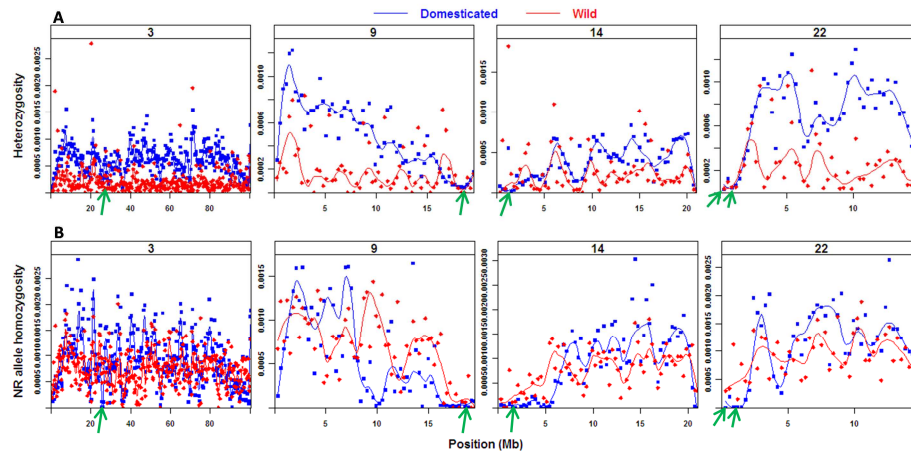 A
Domesticated Wild
3 9 14 22
Heterozygosity
0.0005 0.0010 0.0015 0.0020 0.0025
0.0002 0.0006 0.0010
0.0005 0.0010 0.0015
0.0002 0.0006 0.0010
20 40 60 80
5 10 15
5 10 15 20
5 10
B
3 9 14 22
NR allele homozygosity
0.0005 0.0010 0.0015 0.0020 0.0025
0.0005 0.0010 0.0015
0.0005 0.0010 0.0015 0.0020 0.0025 0.0030
0.0005 0.0010 0.0015 0.0020 0.0025
20 40 60 80
5 10 15
5 10 15 20
5 10
Position (Mb)